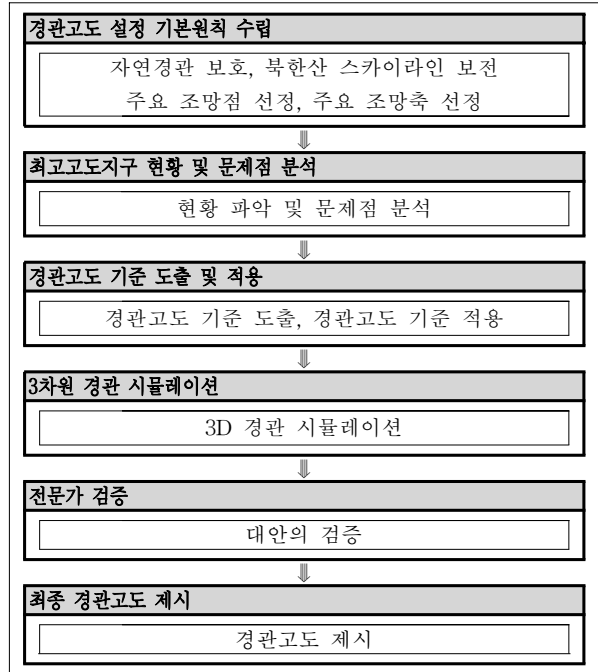 경관고도 설정 기본원칙 수립
자연경관 보호, 북한산 스카이라인 보전
주요 조망점 선정, 주요 조망축 선정
⇓
최고고도지구 현황 및 문제점 분석
현황 파악 및 문제점 분석
⇓
경관고도 기준 도출 및 적용
경관고도 기준 도출, 경관고도 기준 적용
⇓
3차원 경관 시뮬레이션
3D 경관 시뮬레이션
⇓
전문가 검증
대안의 검증
⇓
최종 경관고도 제시
경관고도 제시